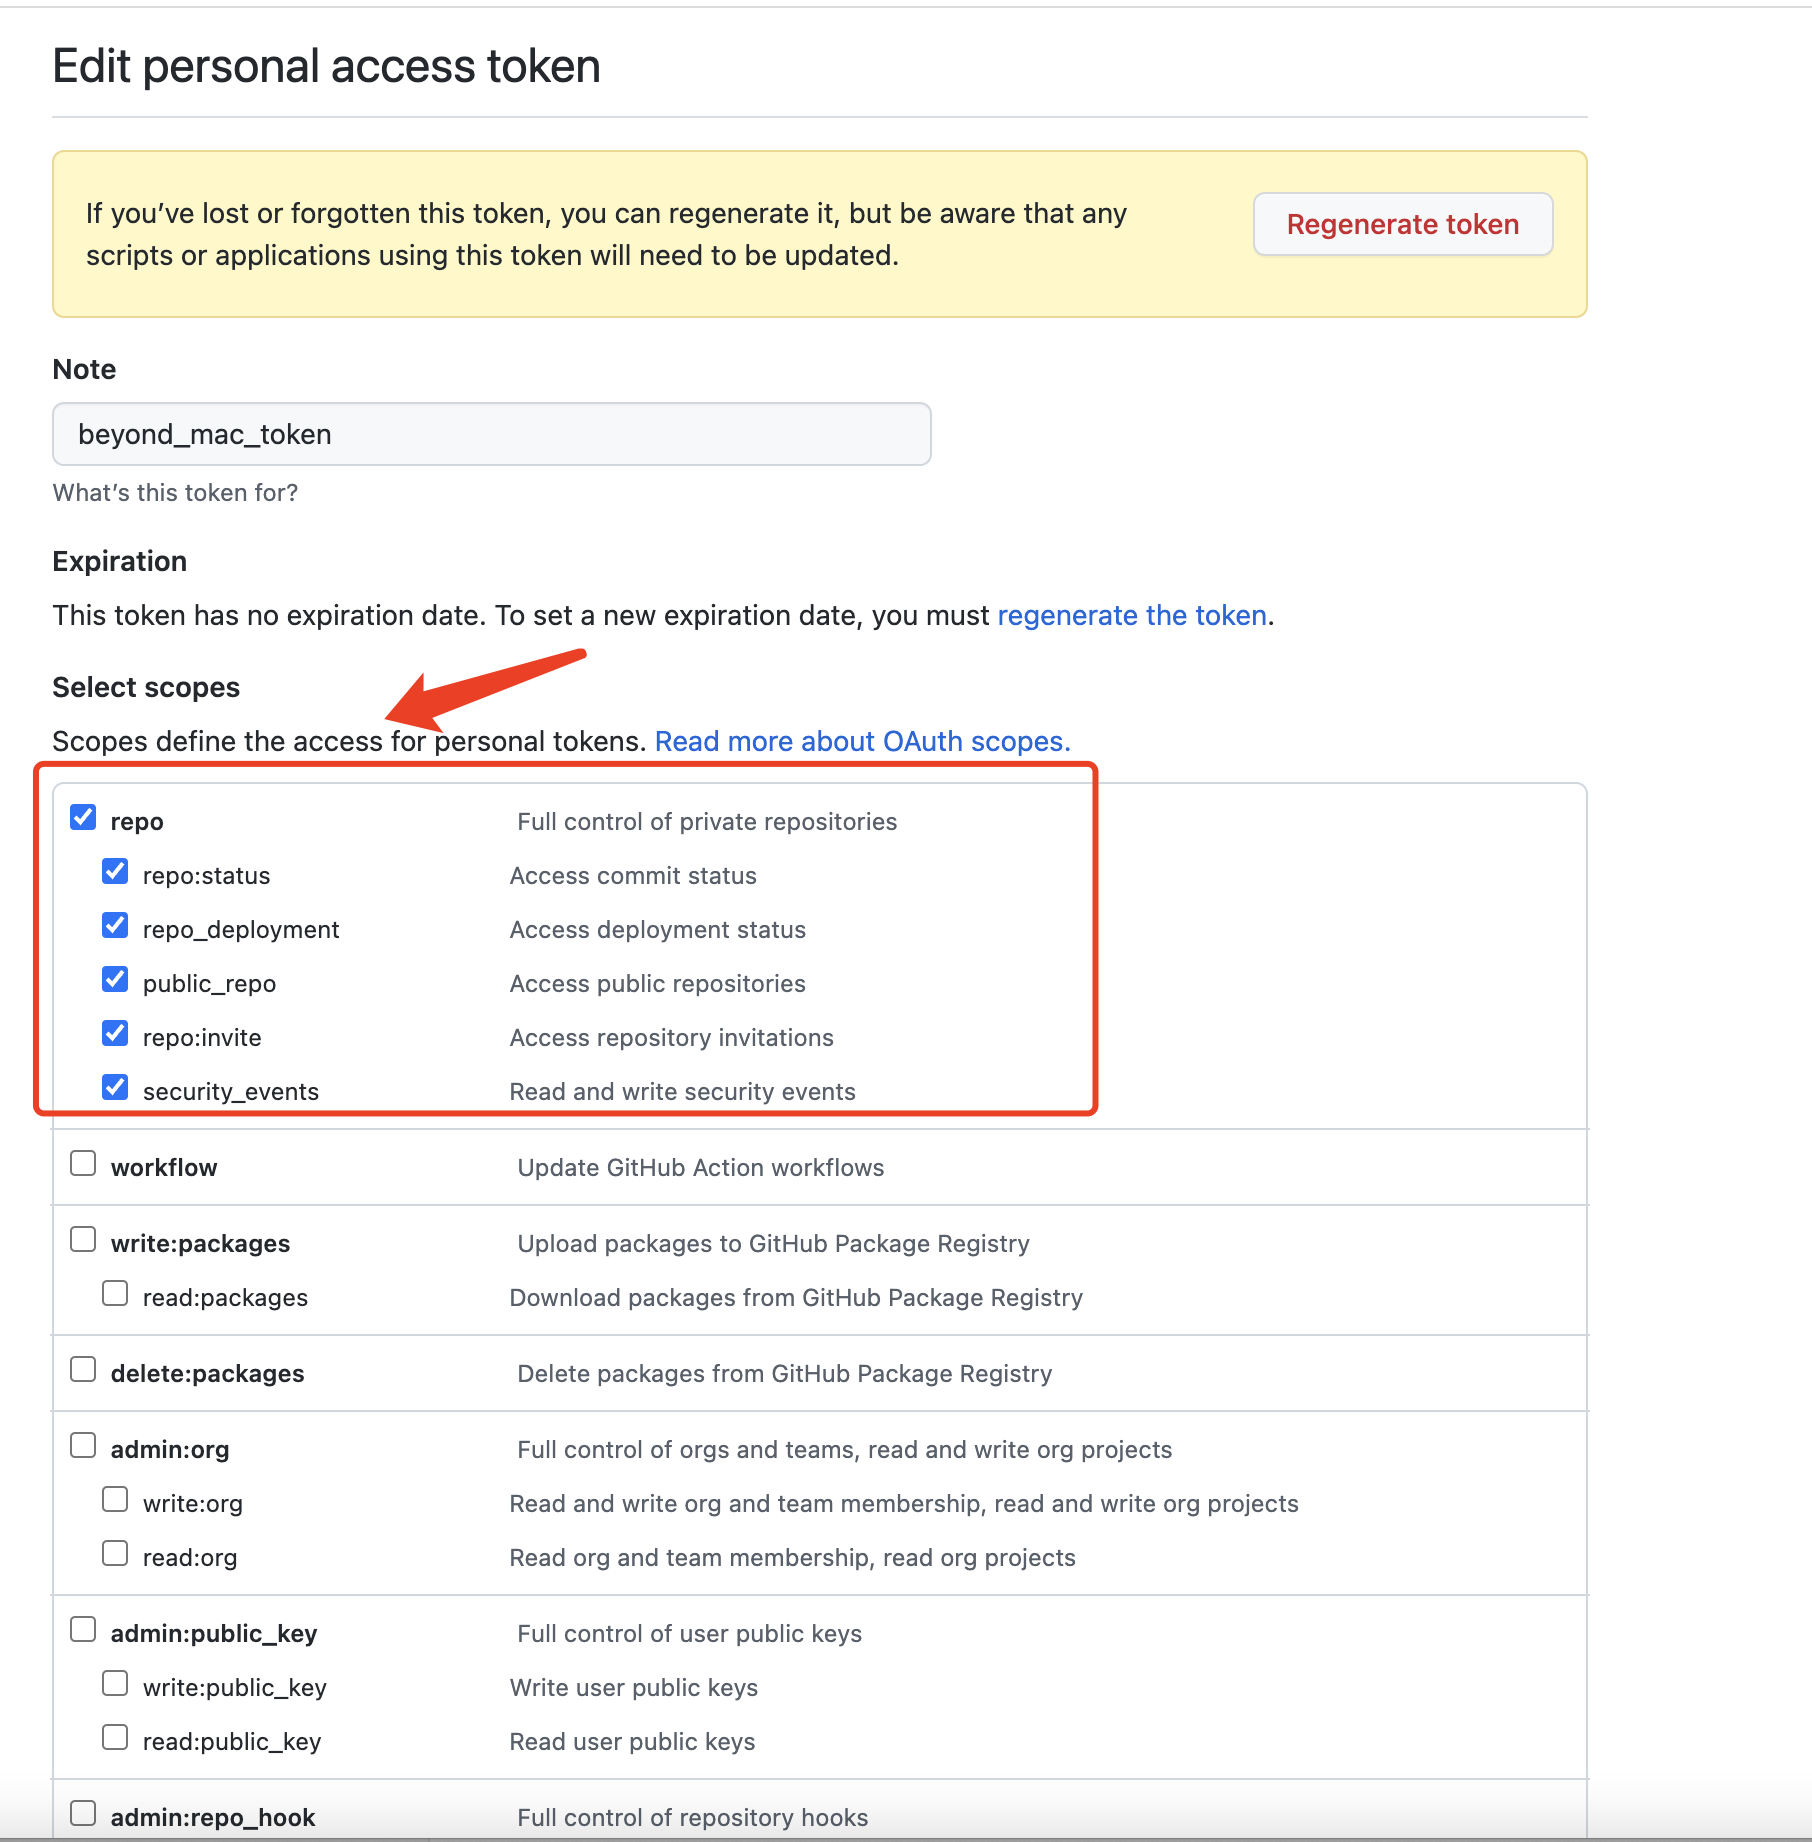 Edit personal access token
If you’ve lost or forgotten this token, you can regenerate it, but be aware that any
scripts or applications using this token will need to be updated.
Regenerate token
Note
beyond_mac_token
What’s this token for?
Expiration
This token has no expiration date. To set a new expiration date, you must regenerate the token.
Select scopes
Scopes define the access for personal tokens. Read more about OAuth scopes.
repo Full control of private repositories
repo:status Access commit status
repo_deployment Access deployment status
public_repo Access public repositories
repo:invite Access repository invitations
security_events Read and write security events
workflow Update GitHub Action workflows
write:packages Upload packages to GitHub Package Registry
read:packages Download packages from GitHub Package Registry
delete:packages Delete packages from GitHub Package Registry
admin:org Full control of orgs and teams, read and write org projects
write:org Read and write org and team membership, read and write org projects
read:org Read org and team membership, read org projects
admin:public_key Full control of user public keys
write:public_key Write user public keys
read:public_key Read user public keys
admin:repo_hook Full control of repository hooks